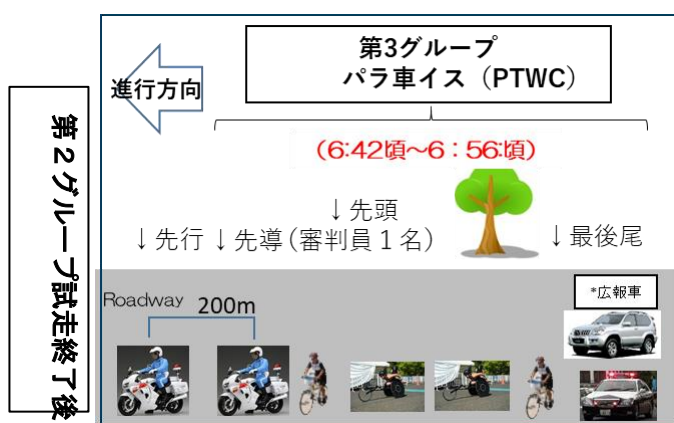 第２グループ試走終了後
進行方向
第3グループ
パラ車イス（PTWC）
（6:42頃～6：56頃）
↓先頭
↓先行 ↓先導（審判員１名）
↓最後尾
Roadway
200m
*広報車